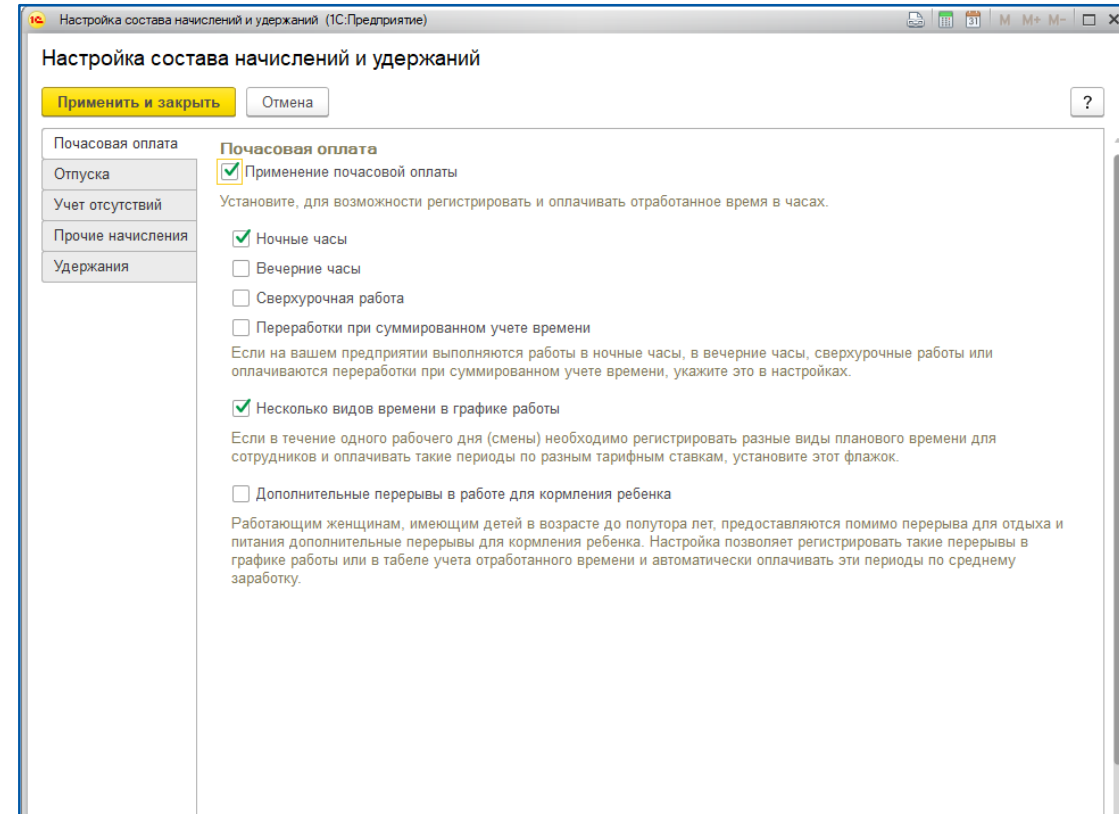 1С Настройка состава начислений и удержаний (1С:Предприятие) 31 M M+ M-
Настройка состава начислений и удержаний
Применить и закрыть Отмена ?
Почасовая оплата
Отпуска
Учет отсутствий
Прочие начисления
Удержания
Почасовая оплата
Применение почасовой оплаты
Установите, для возможности регистрировать и оплачивать отработанное время в часах.
Ночные часы
Вечерние часы
Сверхурочная работа
Переработки при суммированном учете времени
Если на вашем предприятии выполняются работы в ночные часы, в вечерние часы, сверхурочные работы или
оплачиваются переработки при суммированном учете времени, укажите это в настройках.
Несколько видов времени в графике работы
Если в течение одного рабочего дня (смены) необходимо регистрировать разные виды планового времени для
сотрудников и оплачивать такие периоды по разным тарифным ставкам, установите этот флажок.
Дополнительные перерывы в работе для кормления ребенка
Работающим женщинам, имеющим детей в возрасте до полутора лет, предоставляются помимо перерыва для отдыха и
питания дополнительные перерывы для кормления ребенка. Настройка позволяет регистрировать такие перерывы в
графике работы или в табеле учета отработанного времени и автоматически оплачивать эти периоды по среднему
заработку.